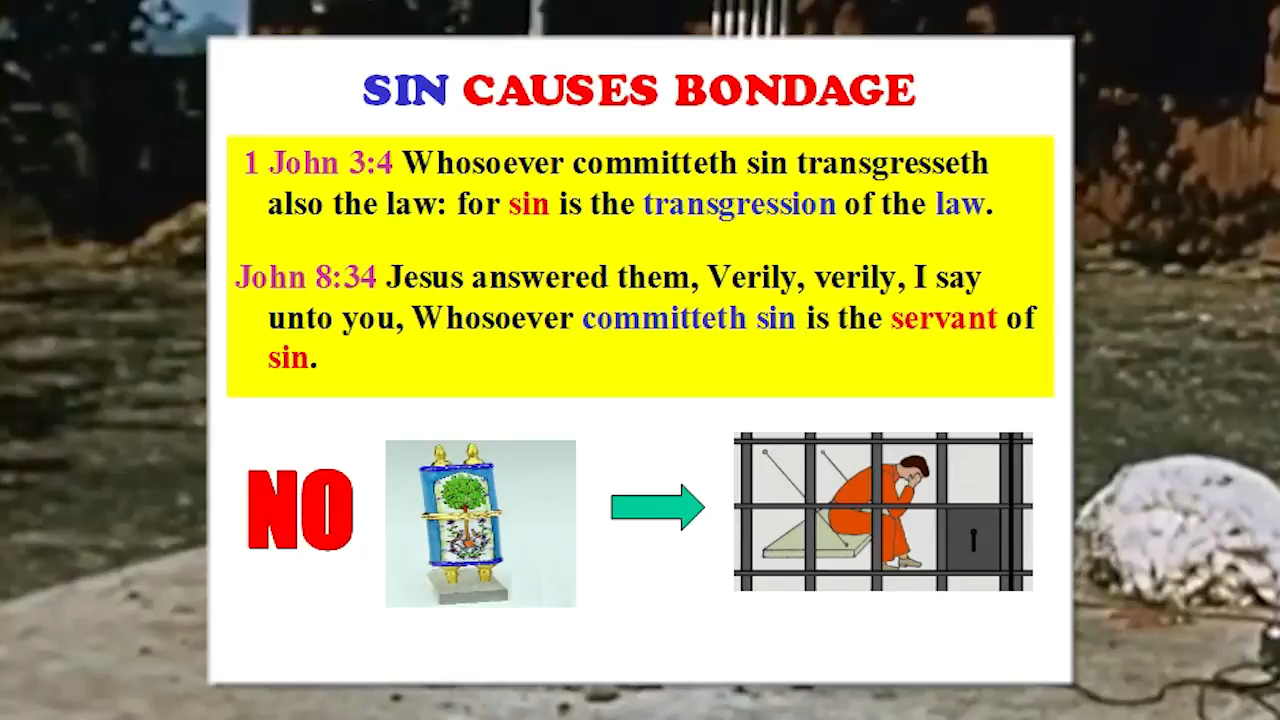 SIN CAUSES BONDAGE
1 John 3:4 Whosoever committeth sin transgresseth
also the law: for sin is the transgression of the law.
John 8:34 Jesus answered them, Verily, verily, I say
unto you, Whosoever committeth sin is the servant of
sin.
NO